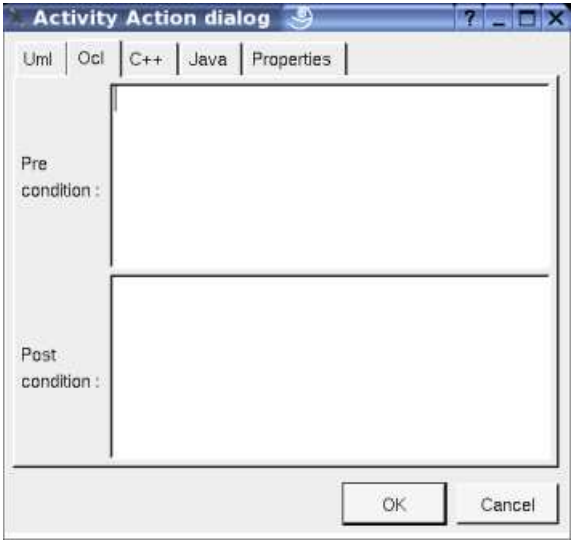 Activity Action dialog
Uml Ocl C++ Java Properties
Pre
condition :
Post
condition :
OK Cancel